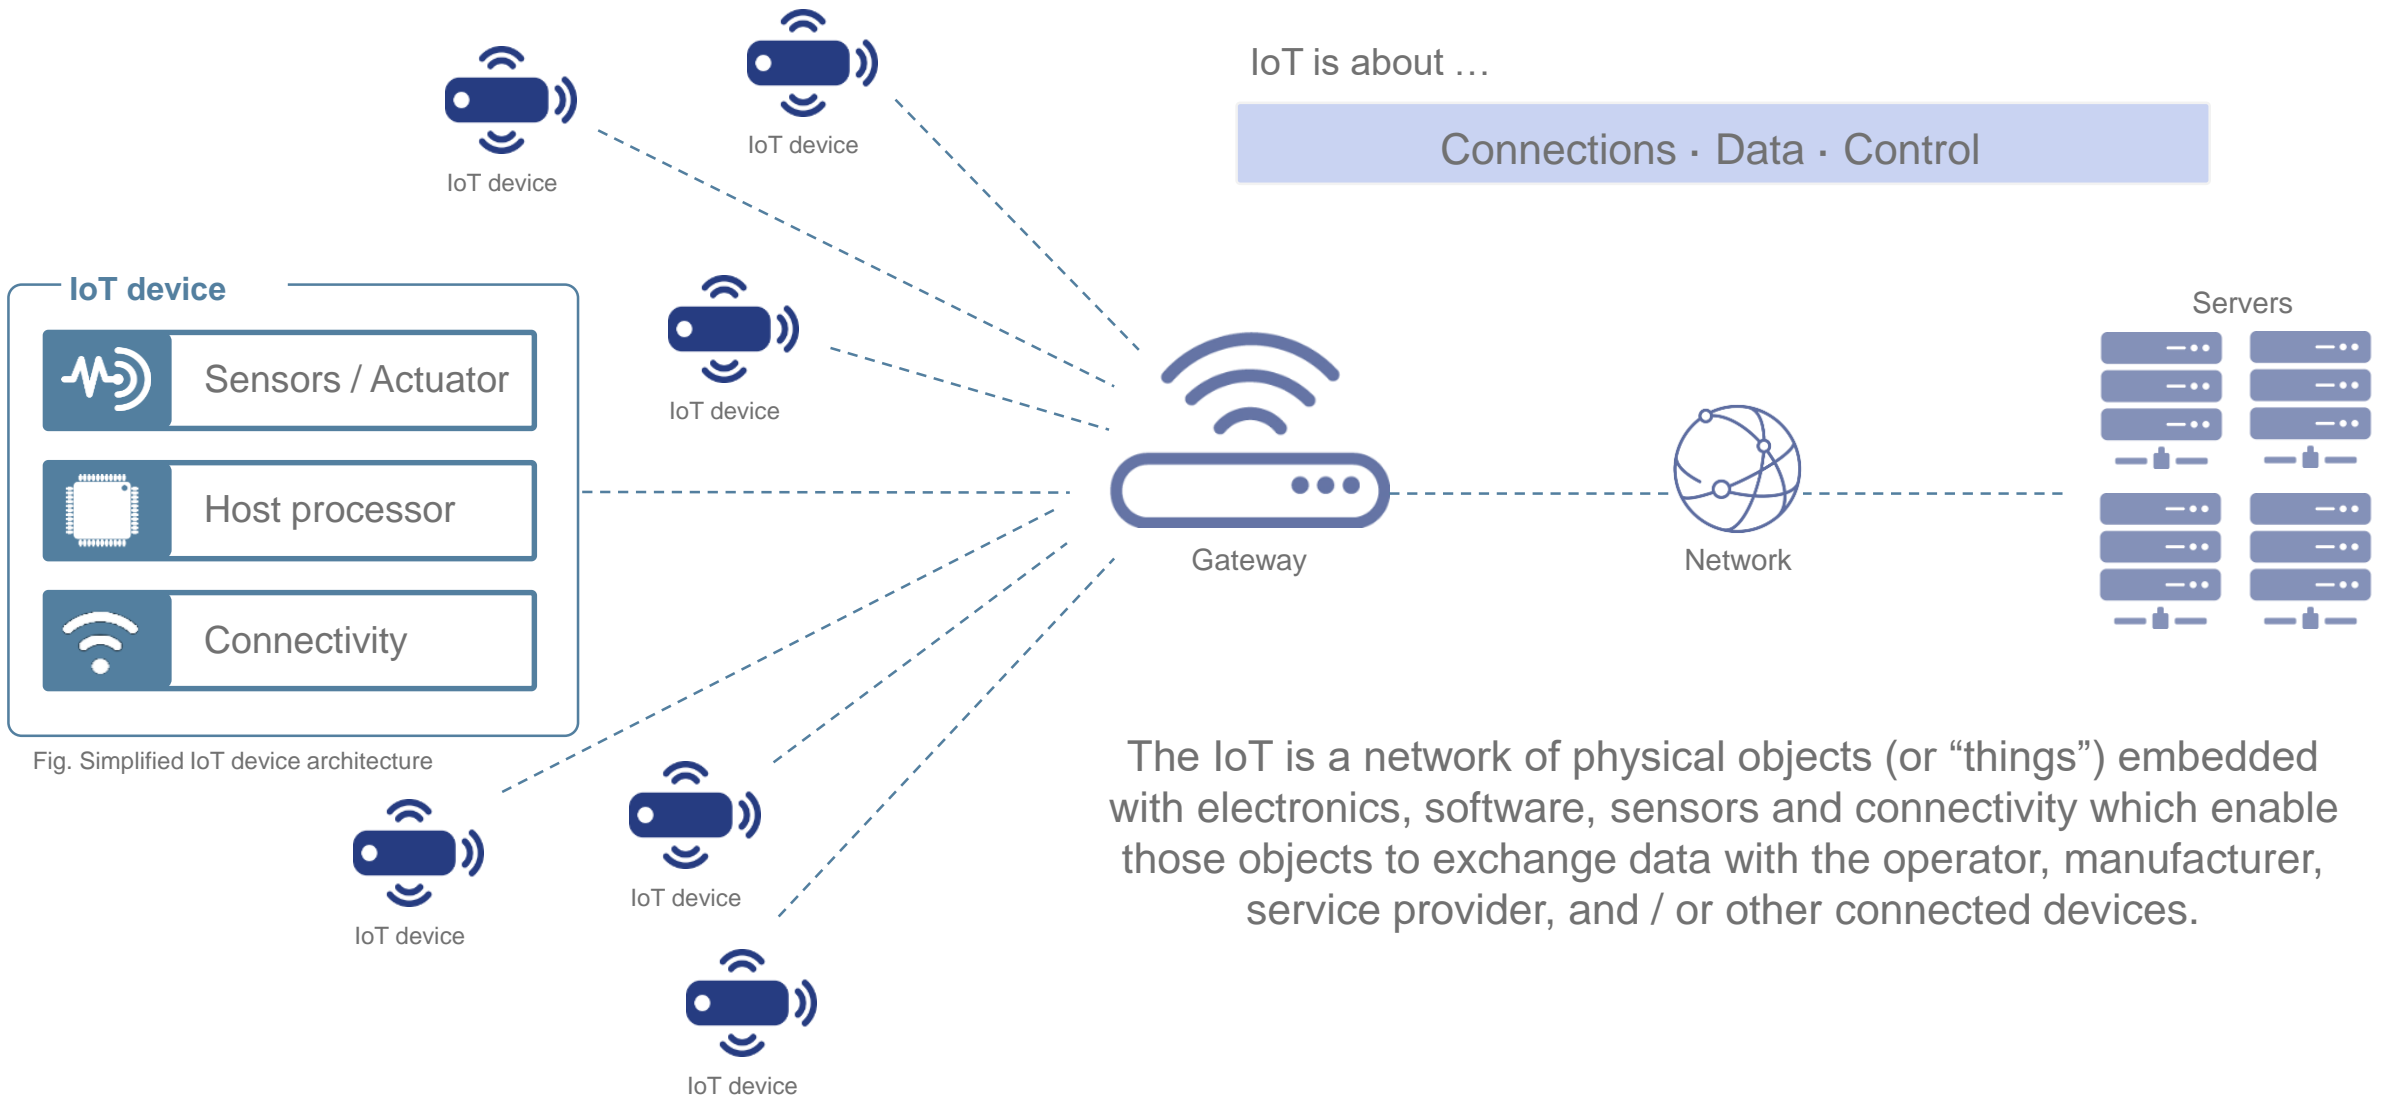 IoT is about …
Connections · Data · Control
IoT device
IoT device
IoT device
IoT device
Sensors / Actuator
Host processor
Connectivity
Fig. Simplified IoT device architecture
Gateway
Network
Servers
IoT device
IoT device
IoT device
The IoT is a network of physical objects (or “things”) embedded
with electronics, software, sensors and connectivity which enable
those objects to exchange data with the operator, manufacturer,
service provider, and / or other connected devices.